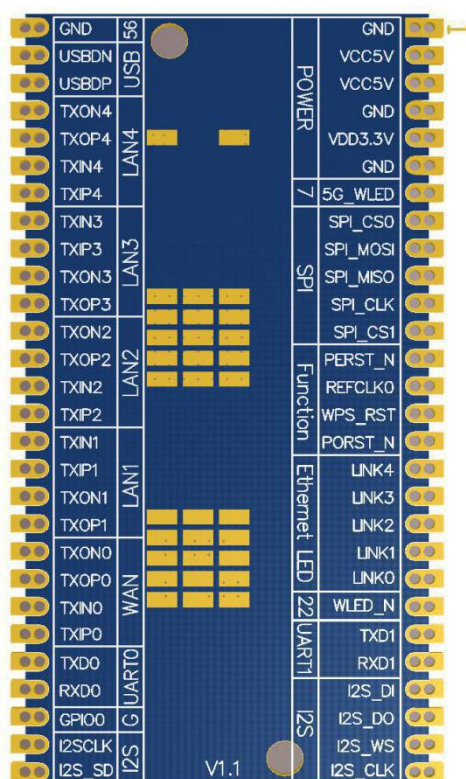 GND
USBDN
USBDP
TXON4
TXOP4
TXIN4
TXIP4
TXIN3
TXIP3
TXON3
TXOP3
TXON2
TXOP2
TXIN2
TXIP2
TXIN1
TXIP1
TXON1
TXOP1
TXON0
TXOP0
TXIN0
TXIP0
TXD0
RXD0
GPIO0
I2SCLK
I2S_SD
56
USB
LAN4
LAN3
LAN2
LAN1
WAN
UART0
G
I2S
V1.1
POWER
7
SPI
Function
Ethernet LED
22
UART1
I2S
GND
VCC5V
VCC5V
GND
VDD3.3V
GND
5G_WLED
SPI_CS0
SPI_MOSI
SPI_MISO
SPI_CLK
SPI_CS1
PERST_N
REFCLK0
WPS_RST
PORST_N
LINK4
LINK3
LINK2
LINK1
LINK0
WLED_N
TXD1
RXD1
I2S_DI
I2S_DO
I2S_WS
I2S_CLK